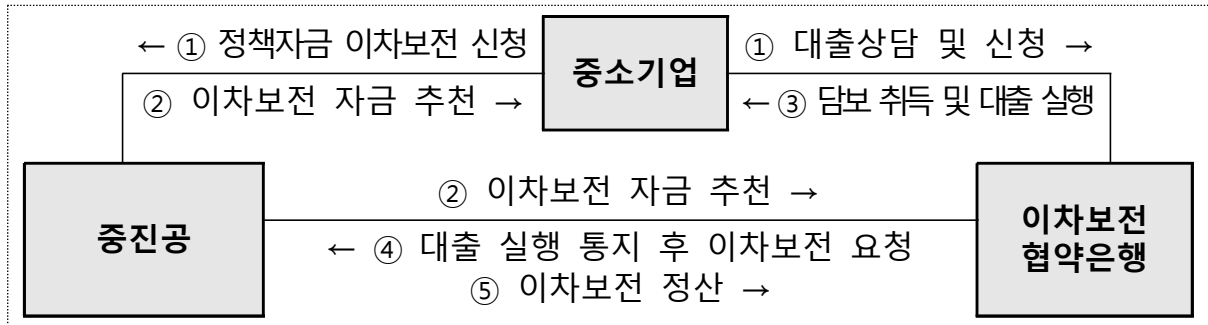 ← ① 정책자금 이차보전 신청
중소기업
① 대출상담 및 신청 →
② 이차보전 자금 추천 →
← ③ 담보 취득 및 대출 실행
중진공
② 이차보전 자금 추천 →
← ④ 대출 실행 통지 후 이차보전 요청
⑤ 이차보전 정산 →
이차보전
협약은행